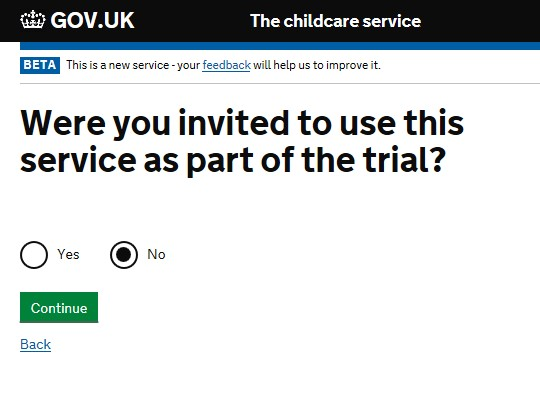 GOV.UK The childcare service
BETA This is a new service - your feedback will help us to improve it.
Were you invited to use this
service as part of the trial?
Yes No
Continue
Back